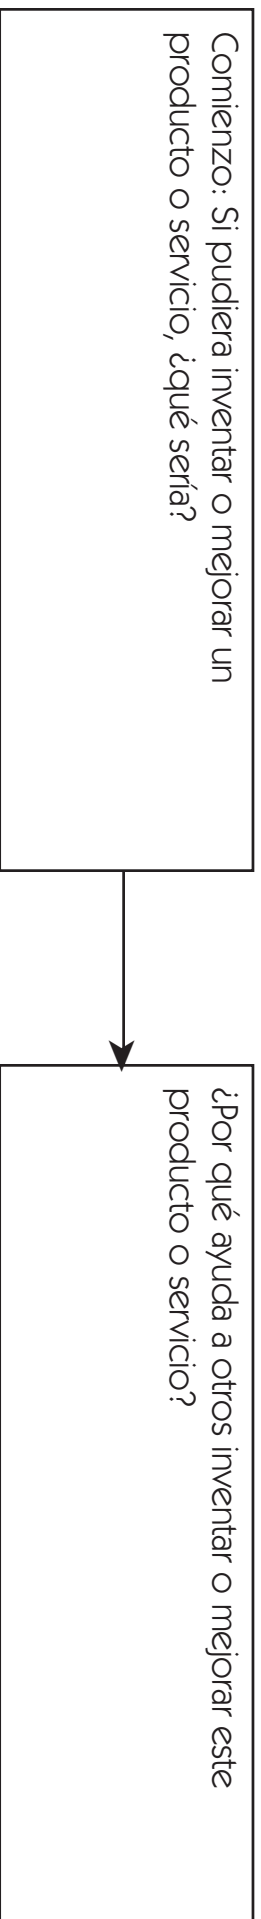 Comienzo: Si pudiera inventar o mejorar un
producto o servicio, ¿qué sería?
¿Por qué ayuda a otros inventar o mejorar este
producto o servicio?